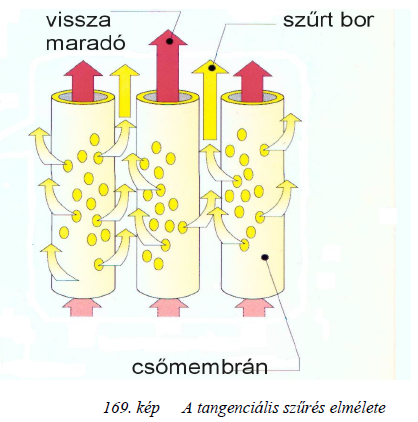 vissza
maradó
szűrt bor
csőmembrán
169. kép A tangenciális szűrés elmélete